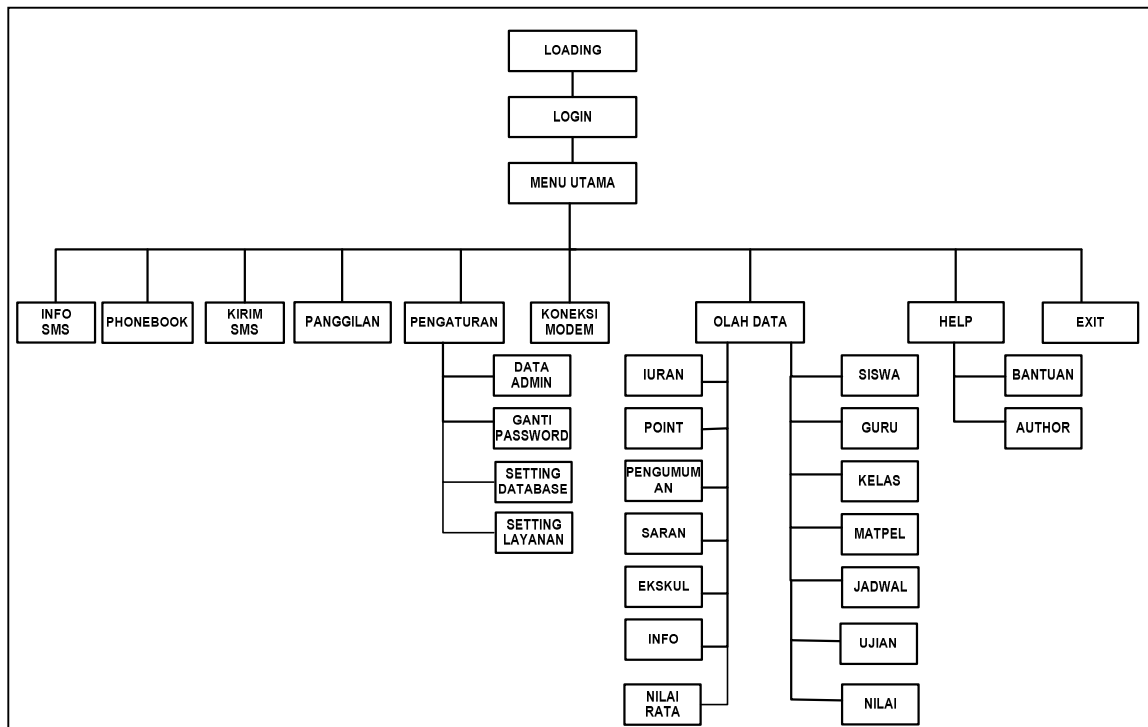 LOADING
LOGIN
MENU UTAMA
INFO
SMS
PHONEBOOK
KIRIM
SMS
PANGGILAN
PENGATURAN
KONEKSI
MODEM
OLAH DATA
HELP
EXIT
DATA
ADMIN
GANTI
PASSWORD
SETTING
DATABASE
SETTING
LAYANAN
IURAN
POINT
PENGUMUM
AN
SARAN
EKSKUL
INFO
NILAI
RATA
SISWA
GURU
KELAS
MATPEL
JADWAL
UJIAN
NILAI
BANTUAN
AUTHOR